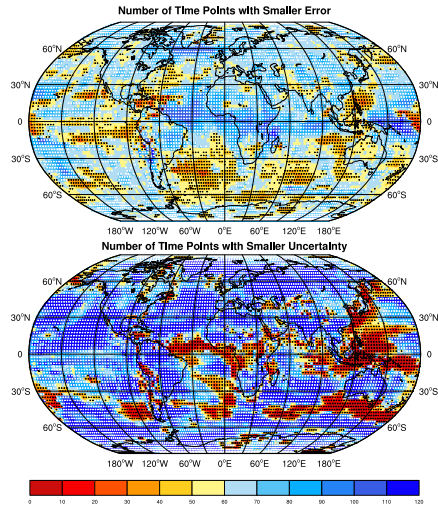 Number of Time Points with Smaller Error
60°N
60°N
30°N
30°N
0
0
30°S
30°S
60°S
60°S
180°W 120°W 60°W 0°E 60°E 120°E 180°E
Number of Time Points with Smaller Uncertainty
60°N
60°N
30°N
30°N
0
0
30°S
30°S
60°S
60°S
180°W 120°W 60°W 0°E 60°E 120°E 180°E
0 10 20 30 40 50 60 70 80 90 100 110 120